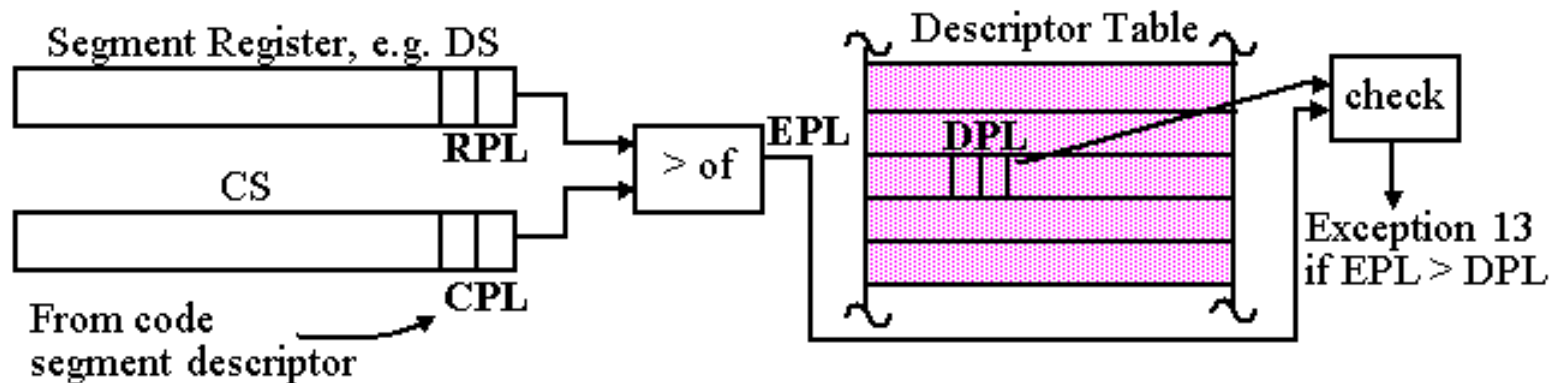 Segment Register, e.g. DS
RPL
CS
CPL
From code
segment descriptor
> of
EPL
Descriptor Table
DPL
check
Exception 13
if EPL > DPL